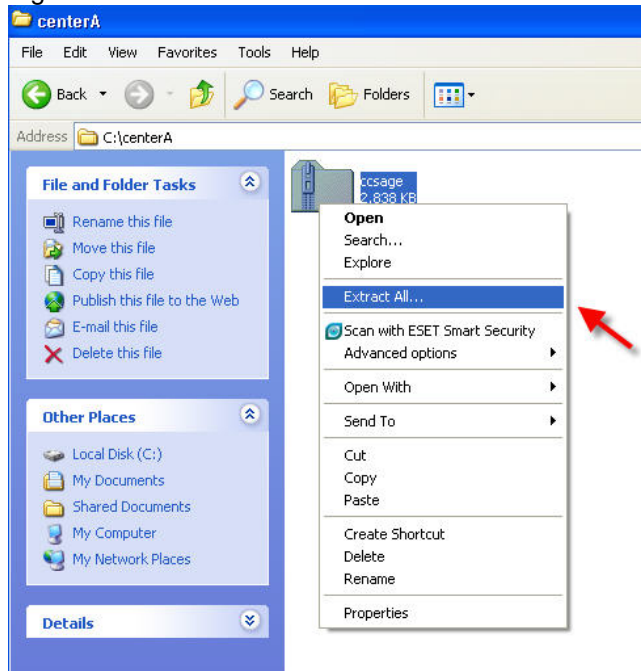 centerA
File Edit View Favorites Tools Help
Back Search Folders
Address C:\centerA
File and Folder Tasks
Rename this file
Move this file
Copy this file
Publish this file to the Web
E-mail this file
Delete this file
Other Places
Local Disk (C:)
My Documents
Shared Documents
My Computer
My Network Places
Details
ccsage
2,838 KB
Open
Search...
Explore
Extract All...
Scan with ESET Smart Security
Advanced options
Open With
Send To
Cut
Copy
Paste
Create Shortcut
Delete
Rename
Properties